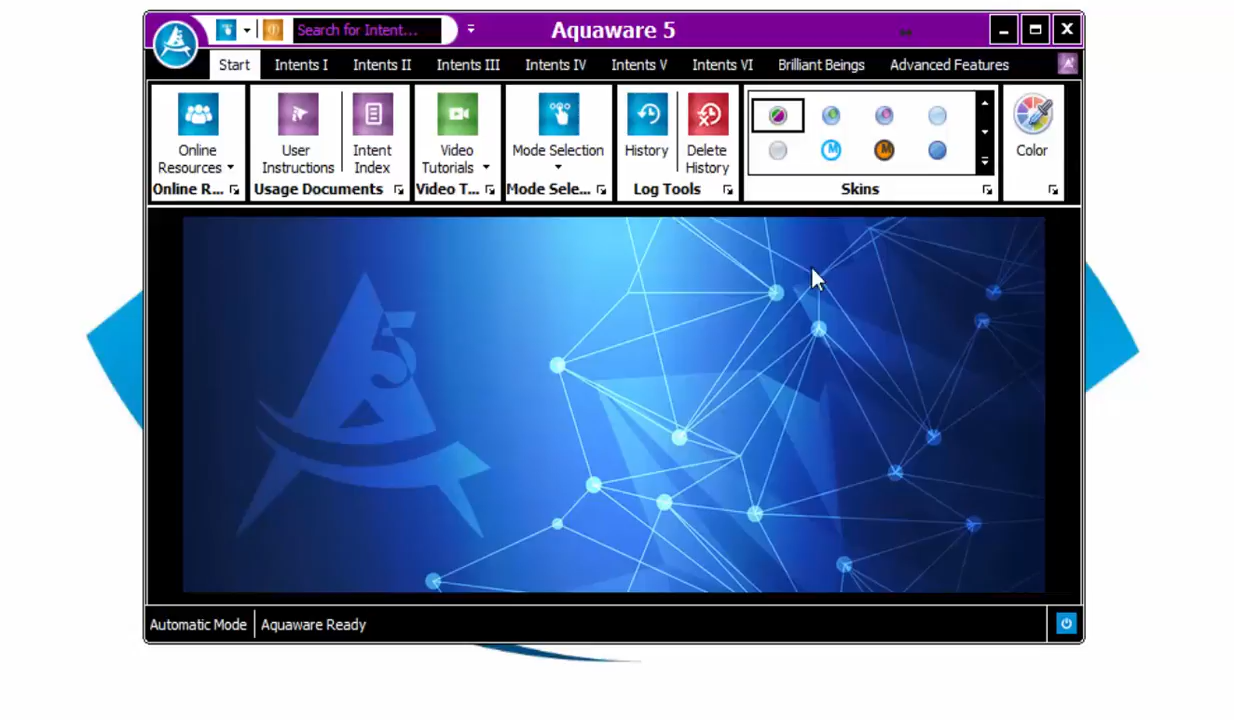 Search for Intent...
Aquaware 5
Start
Intents I
Intents II
Intents III
Intents IV
Intents V
Intents VI
Brilliant Beings
Advanced Features
Online
Resources
Online R...
User
Instructions
Intent
Index
Usage Documents
Video
Tutorials
Video T...
Mode Selection
Mode Sele...
History
Delete
History
Log Tools
M
M
Skins
Color
5
Automatic Mode
Aquaware Ready